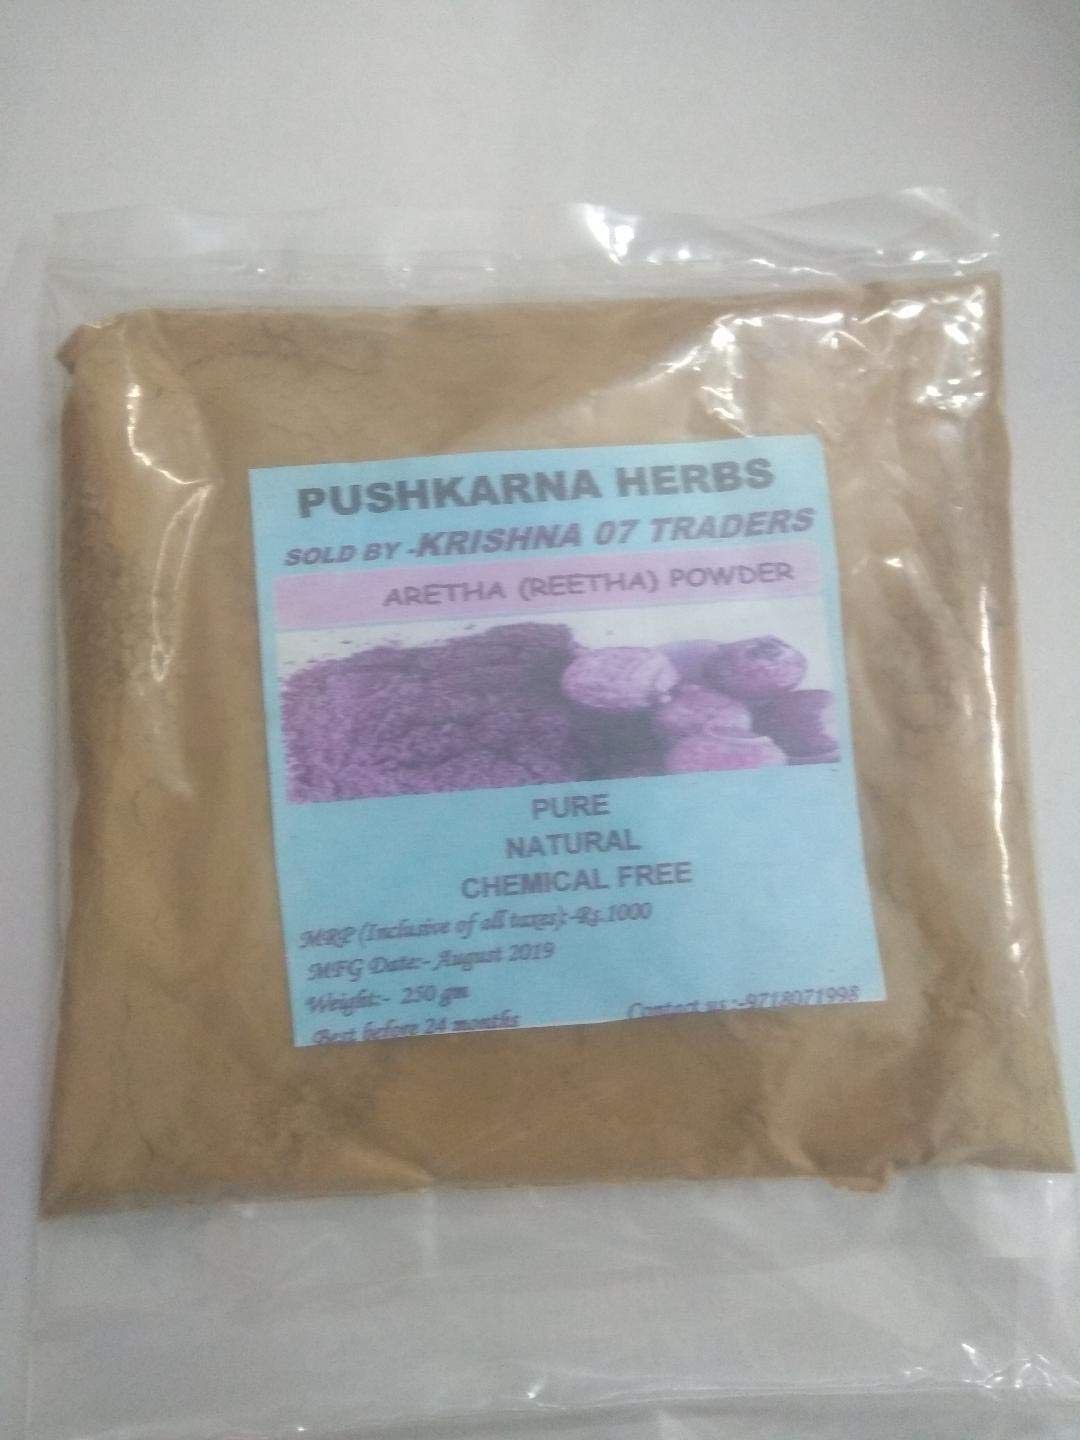 PUSHKARNA HERBS
SOLD BY -KRISHNA 07 TRADERS
ARETHA (REETHA) POWDER
PURE
NATURAL
CHEMICAL FREE
MRP (Inclusive of all taxes):-Rs.1000
MFG Date:- August 2019
Weight:- 250 gm
Best before 24 months
Contact us :-9718071998